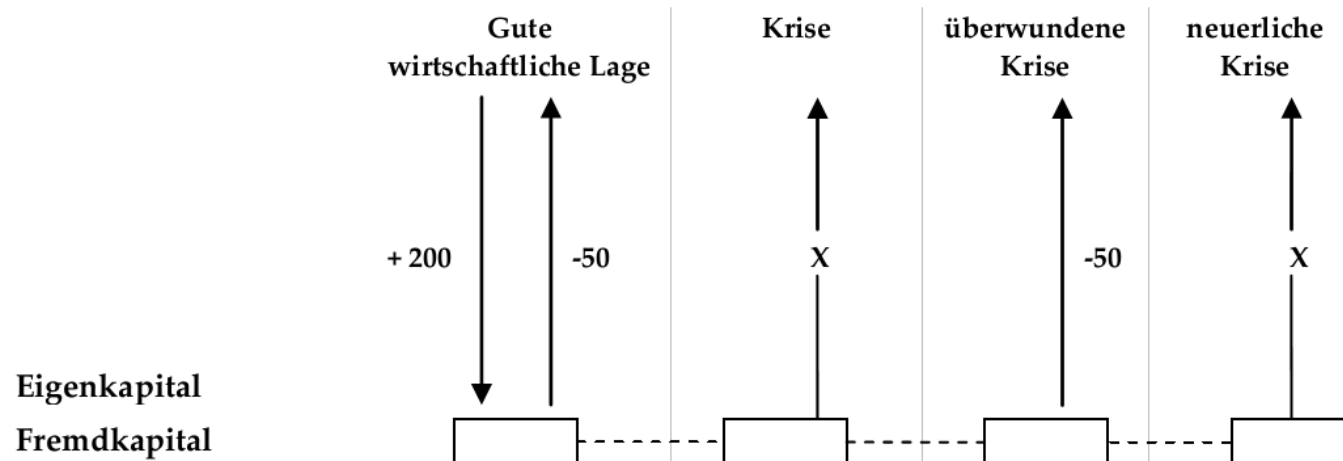 Gute
wirtschaftliche Lage
Krise
überwundene
Krise
neuerliche
Krise
+ 200
-50
X
-50
X
Eigenkapital
Fremdkapital